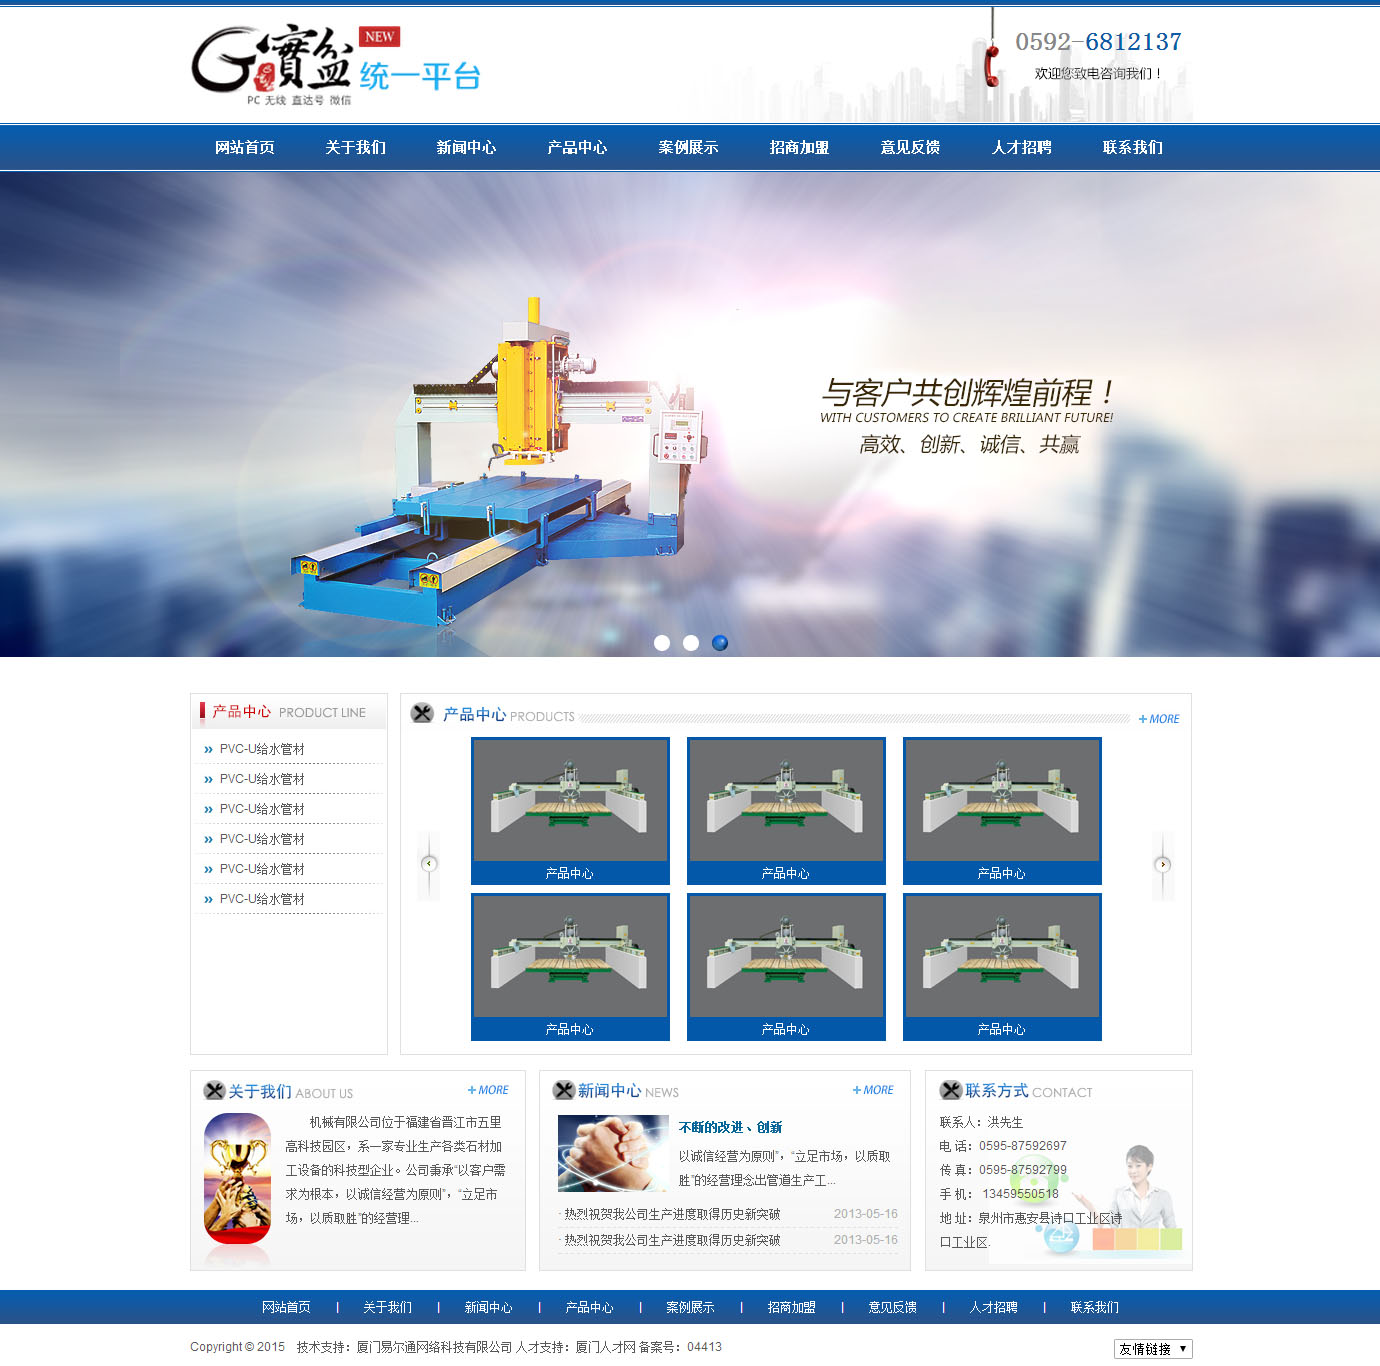 G實盆
NEW
统一平台
PC 无线 直达号 微信
0592-6812137
欢迎您致电咨询我们！
网站首页 关于我们 新闻中心 产品中心 案例展示 招商加盟 意见反馈 人才招聘 联系我们
与客户共创辉煌前程！
WITH CUSTOMERS TO CREATE BRILLIANT FUTURE!
高效、创新、诚信、共赢
产品中心 PRODUCT LINE
PVC-U给水管材
PVC-U给水管材
PVC-U给水管材
PVC-U给水管材
PVC-U给水管材
PVC-U给水管材
产品中心 PRODUCTS
+ MORE
产品中心 产品中心 产品中心
产品中心 产品中心 产品中心
关于我们 ABOUT US
+ MORE
机械有限公司位于福建省晋江市五里
高科技园区，系一家专业生产各类石材加
工设备的科技型企业。公司秉承“以客户需
求为根本，以诚信经营为原则”，“立足市
场，以质取胜”的经营理...
新闻中心 NEWS
+ MORE
不断的改进、创新
以诚信经营为原则”，“立足市场，以质取
胜”的经营理念出管道生产工...
· 热烈祝贺我公司生产进度取得历史新突破 2013-05-16
· 热烈祝贺我公司生产进度取得历史新突破 2013-05-16
联系方式 CONTACT
联系人：洪先生
电 话：0595-87592697
传 真：0595-87592799
手 机： 13459550518
地 址：泉州市惠安县诗口工业区诗
口工业区.
网站首页 | 关于我们 | 新闻中心 | 产品中心 | 案例展示 | 招商加盟 | 意见反馈 | 人才招聘 | 联系我们
Copyright © 2015 技术支持：厦门易尔通网络科技有限公司 人才支持：厦门人才网 备案号：04413
友情链接